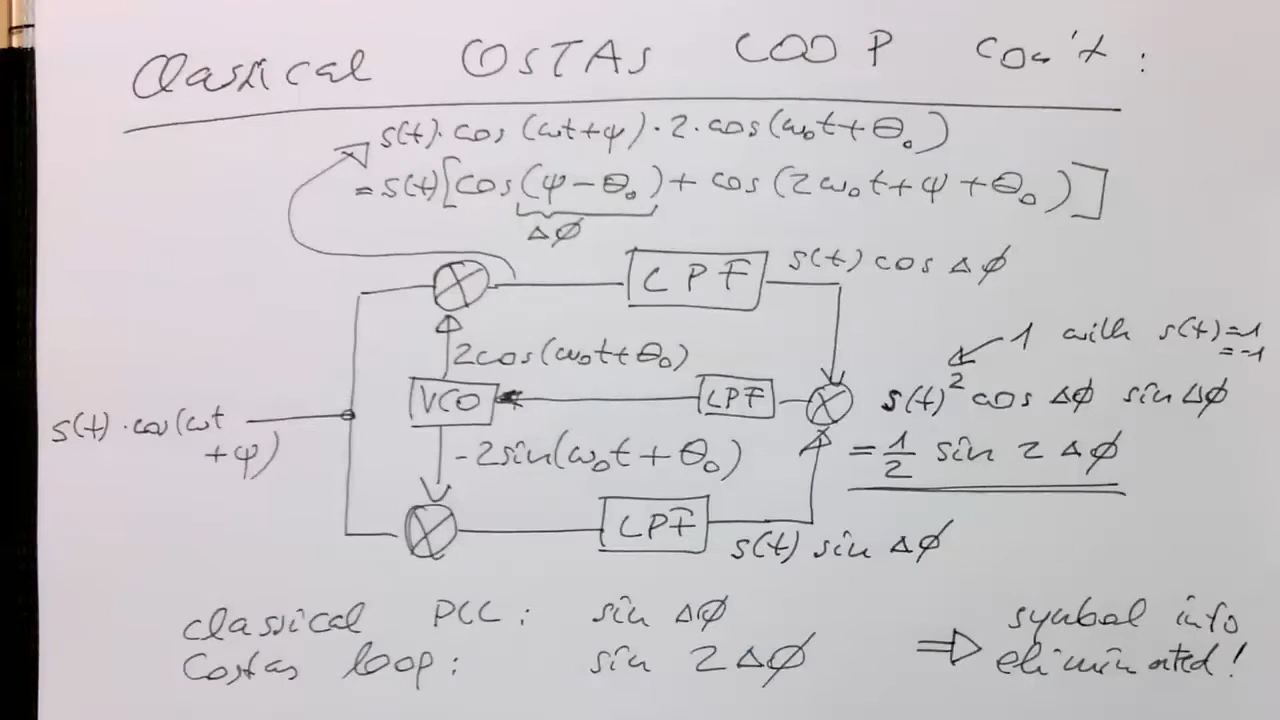 Classical COSTAS LOOP con't :
s(t)·cos(ωt+φ)·2·cos(ω₀t+Θ₀)
=s(t)[cos(φ-Θ₀)+cos(2ω₀t+φ+Θ₀)]
Δϕ
LPF
s(t) cos Δϕ
1 with s(t)=1
=-1
2cos(ω₀t+Θ₀)
VCO
LPF
s(t)² cos Δϕ sin Δϕ
s(t)·cos(ωt
+φ)
-2sin(ω₀t+Θ₀)
=1/2 sin 2 Δϕ
LPF
s(t) sin Δϕ
classical PLL: sin Δϕ
Costas loop: sin 2Δϕ
⇒ symbol info
eliminated!